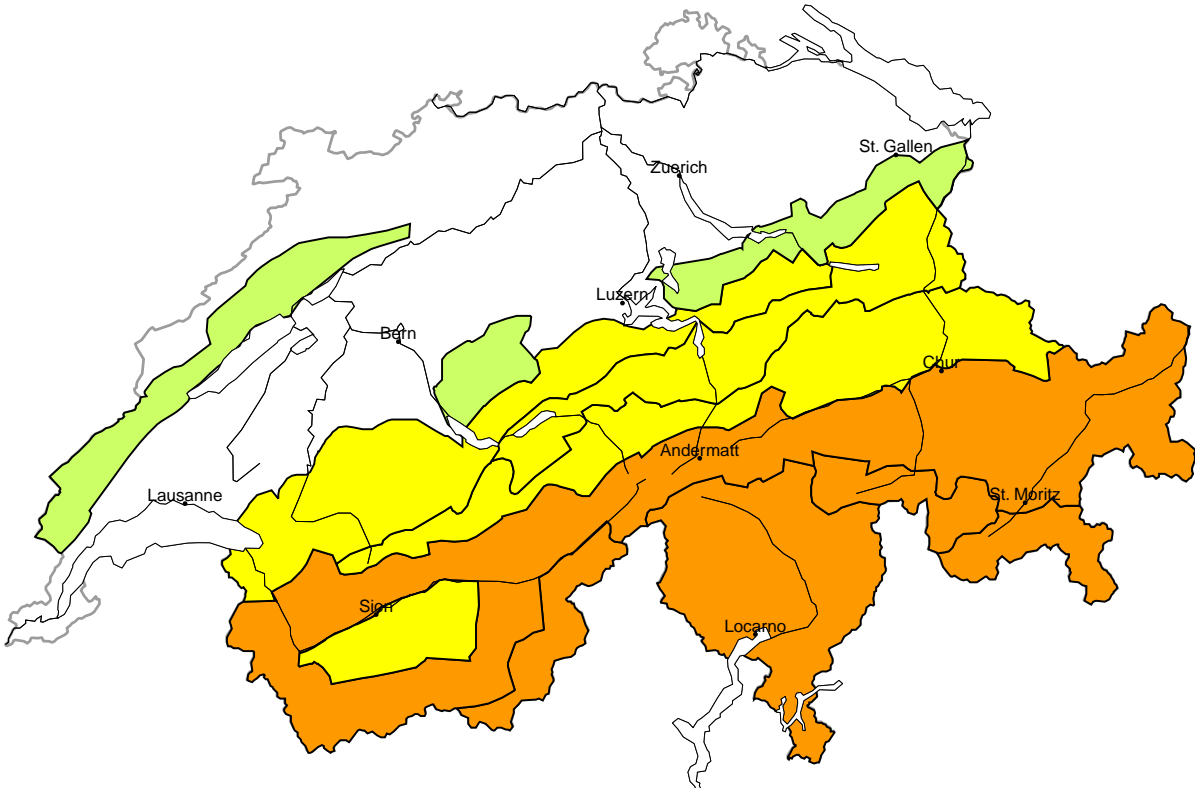 St. Gallen
Zuerich
Luzern
Bern
Chur
Andermatt
St. Moritz
Lausanne
Sion
Locarno